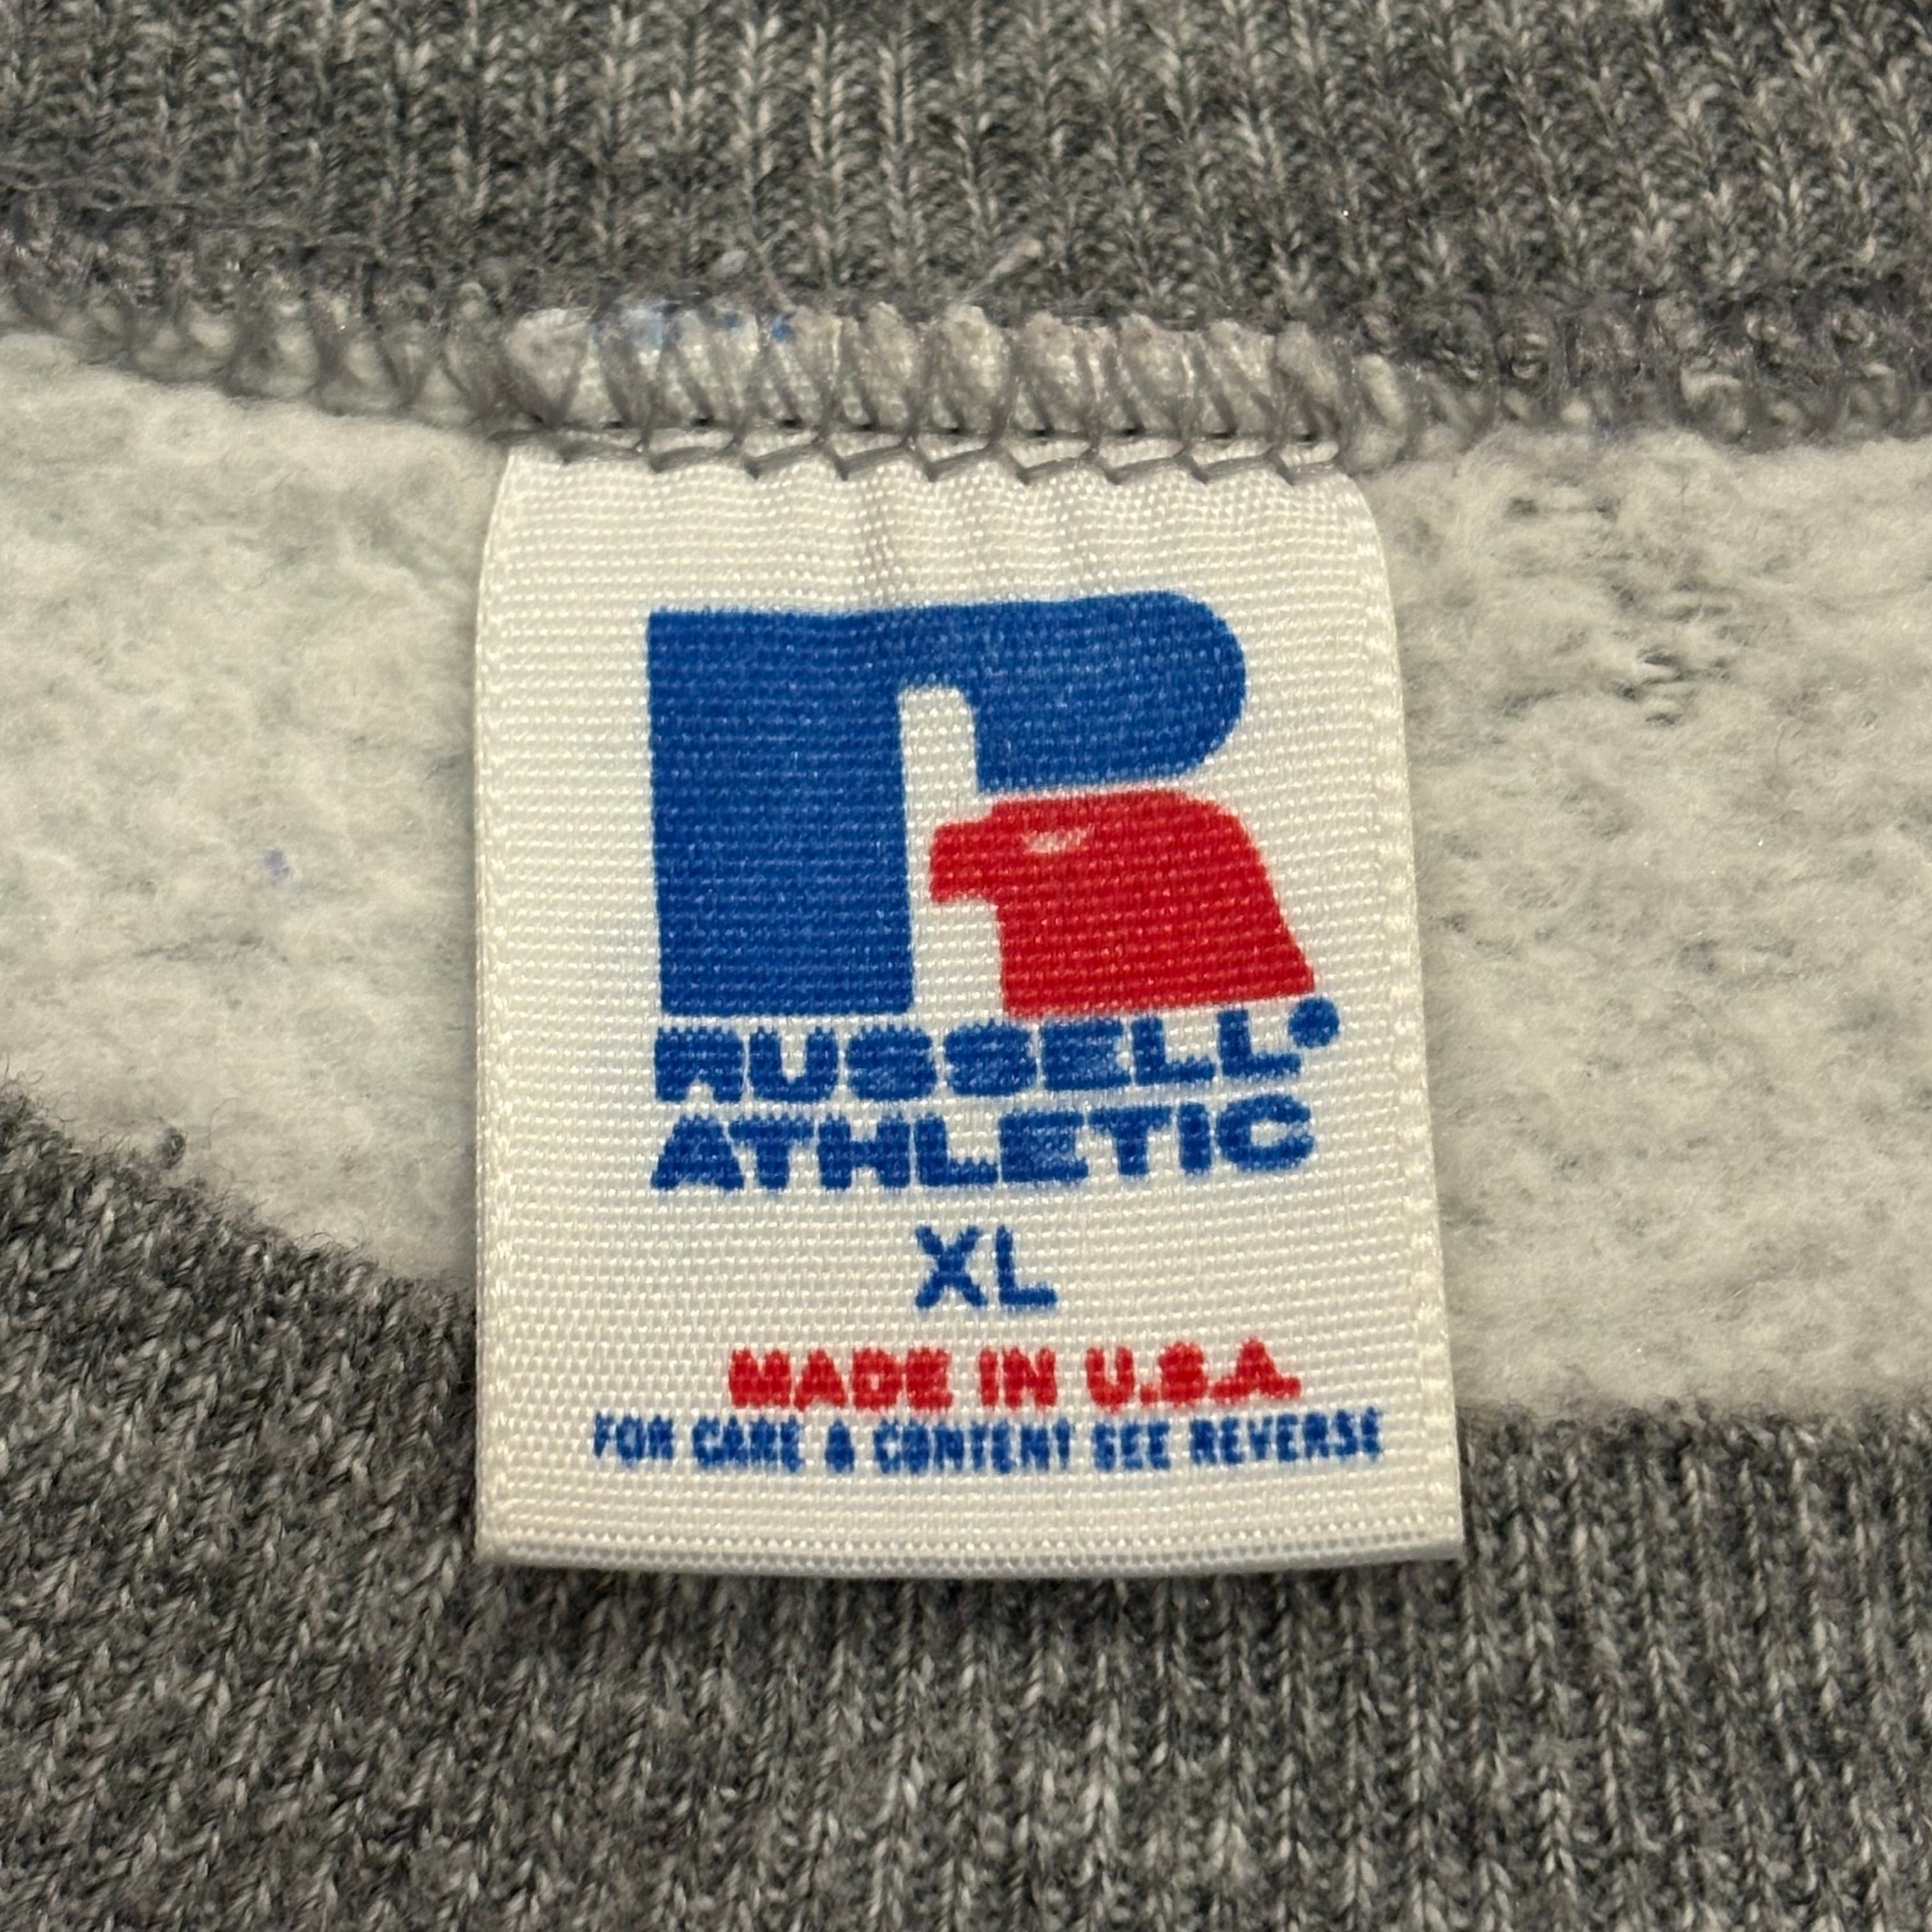 RUSSELL
ATHLETIC
XL
MADE IN U.S.A.
FOR CARE & CONTENT SEE REVERSE